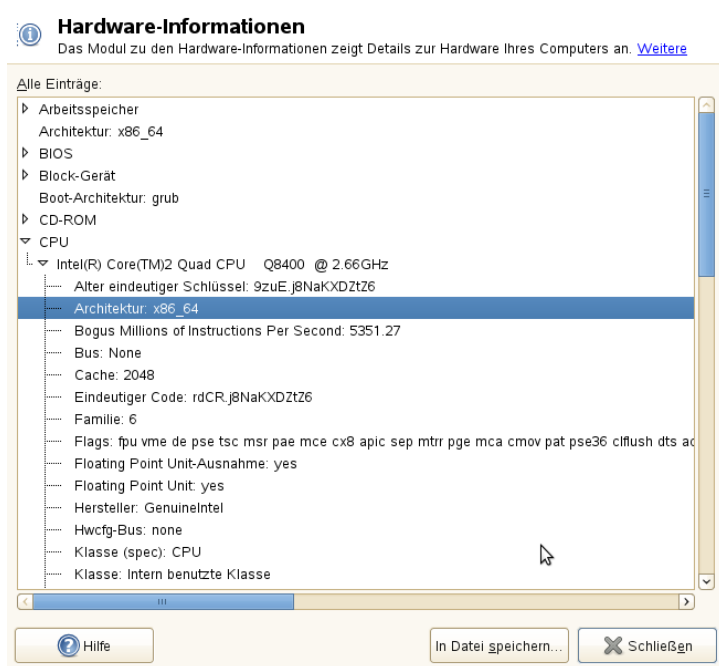 Hardware-Informationen
Das Modul zu den Hardware-Informationen zeigt Details zur Hardware Ihres Computers an. Weitere
Alle Einträge:
Arbeitsspeicher
Architektur: x86_64
BIOS
Block-Gerät
Boot-Architektur: grub
CD-ROM
CPU
Intel(R) Core(TM)2 Quad CPU Q8400 @ 2.66GHz
Alter eindeutiger Schlüssel: 9zuE.j8NaKXDZtZ6
Architektur: x86_64
Bogus Millions of Instructions Per Second: 5351.27
Bus: None
Cache: 2048
Eindeutiger Code: rdCR.j8NaKXDZtZ6
Familie: 6
Flags: fpu vme de pse tsc msr pae mce cx8 apic sep mtrr pge mca cmov pat pse36 clflush dts
Floating Point Unit-Ausnahme: yes
Floating Point Unit: yes
Hersteller: GenuineIntel
Hwcfg-Bus: none
Klasse (spec): CPU
Klasse: Intern benutzte Klasse
Hilfe
In Datei speichern...
Schließen